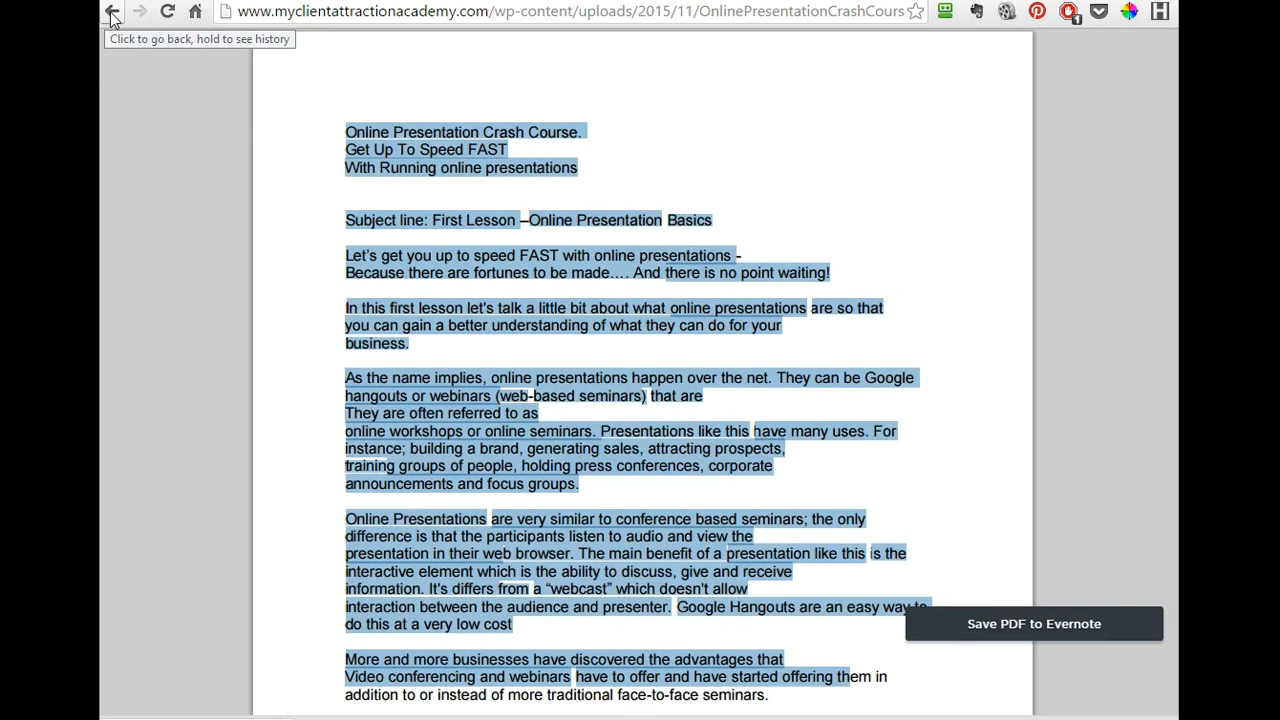 www.myclientattractionacademy.com/wp-content/uploads/2015/11/OnlinePresentationCrashCours
1
Click to go back, hold to see history
Online Presentation Crash Course.
Get Up To Speed FAST
With Running online presentations
Subject line: First Lesson –Online Presentation Basics
Let's get you up to speed FAST with online presentations -
Because there are fortunes to be made…. And there is no point waiting!
In this first lesson let's talk a little bit about what online presentations are so that
you can gain a better understanding of what they can do for your
business.
As the name implies, online presentations happen over the net. They can be Google
hangouts or webinars (web-based seminars) that are
They are often referred to as
online workshops or online seminars. Presentations like this have many uses. For
instance; building a brand, generating sales, attracting prospects,
training groups of people, holding press conferences, corporate
announcements and focus groups.
Online Presentations are very similar to conference based seminars; the only
difference is that the participants listen to audio and view the
presentation in their web browser. The main benefit of a presentation like this is the
interactive element which is the ability to discuss, give and receive
information. It's differs from a “webcast” which doesn't allow
interaction between the audience and presenter. Google Hangouts are an easy way to
do this at a very low cost
Save PDF to Evernote
More and more businesses have discovered the advantages that
Video conferencing and webinars have to offer and have started offering them in
addition to or instead of more traditional face-to-face seminars.